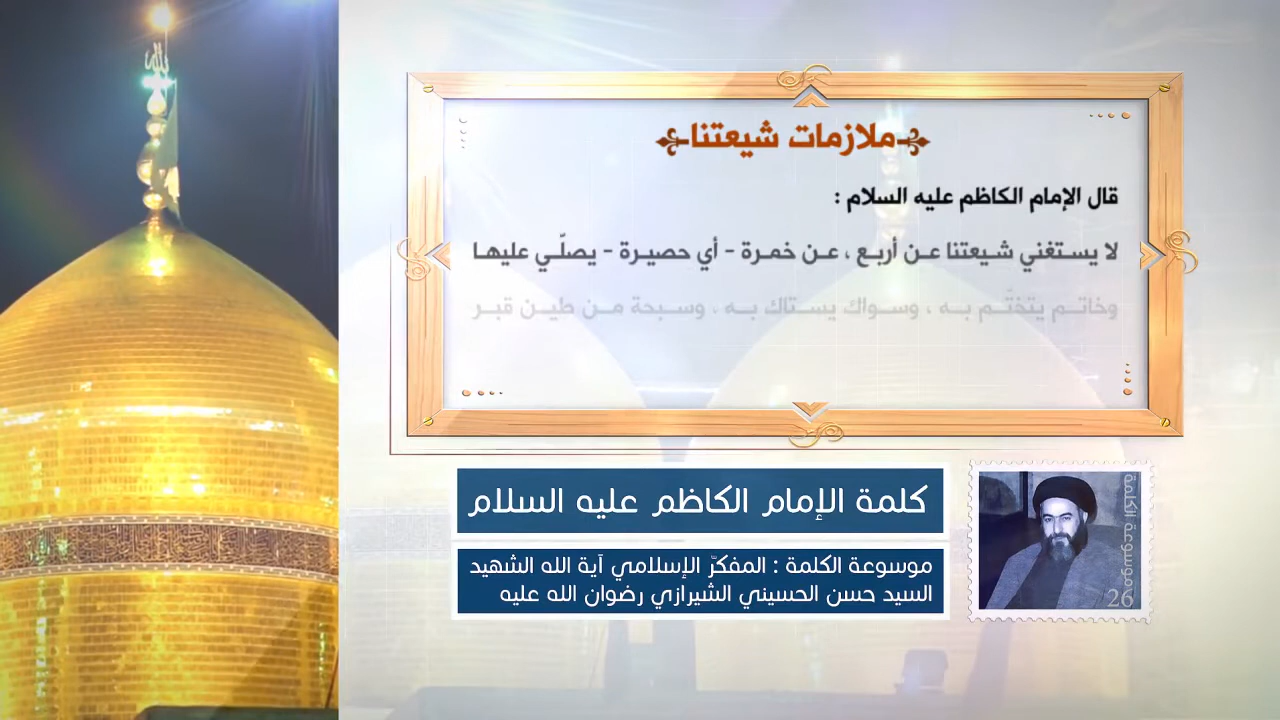 ملازمات شيعتنا
قال الإمام الكاظم عليه السلام :
لا يستغني شيعتنا عن أربع ، عن خمرة - أي حصيرة - يصلّي عليها
وخاتم يتختّم به ، وسواك يستاك به ، وسبحة من طين قبر
كلمة الإمام الكاظم عليه السلام
موسوعة الكلمة : المفكرّ الإسلامي آية الله الشهيد
السيد حسن الحسيني الشيرازي رضوان الله عليه
موسوعة الكلمة
26